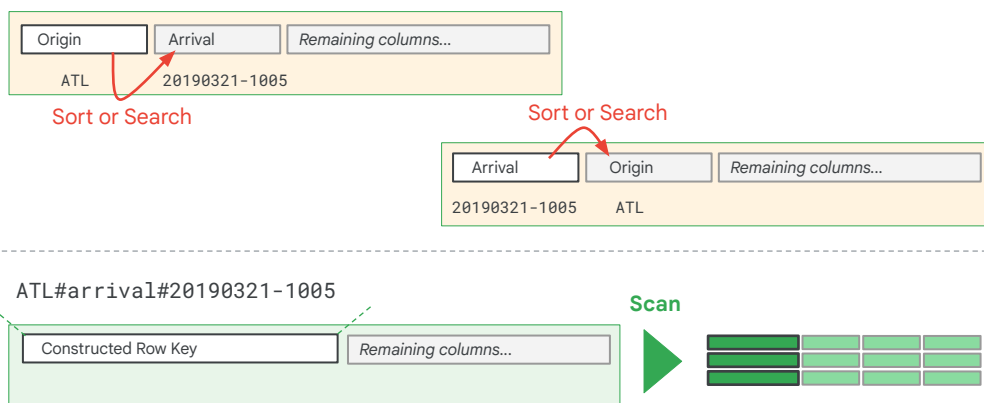 Origin Arrival Remaining columns...
ATL 20190321-1005
Sort or Search
Sort or Search
Arrival Origin Remaining columns...
20190321-1005 ATL
ATL#arrival#20190321-1005
Scan
Constructed Row Key Remaining columns...